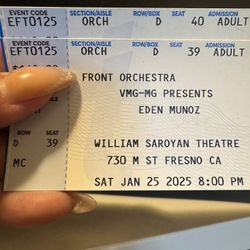 EVENT CODE SECTION/AISLE ROW/BOX SEAT ADMISSION
EFT0125 ORCH D 40 ADULT
EVENT CODE SECTION/AISLE ROW/BOX SEAT ADMISSION
EFT0125 ORCH D 39 ADULT
FRONT ORCHESTRA
VMG-MG PRESENTS
EDEN MUNOZ
ROW/BOX SEAT
D 39
WILLIAM SAROYAN THEATRE
MC
730 M ST FRESNO CA
SAT JAN 25 2025 8:00 PM